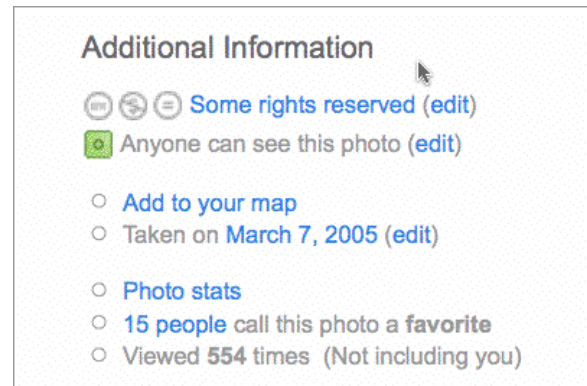 Additional Information
Some rights reserved (edit)
Anyone can see this photo (edit)
Add to your map
Taken on March 7, 2005 (edit)
Photo stats
15 people call this photo a favorite
Viewed 554 times (Not including you)